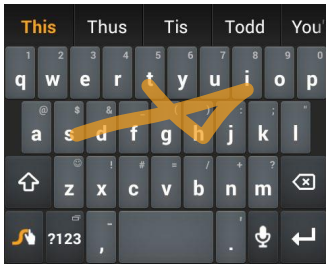 This Thus Tis Todd You'
1 2 3 4 5 6 7 8 9 0
q w e r t y u i o p
@ $ & _ ( ) : ; "
a s d f g h j k l
! # = / + ?
z x c v b n m
?123 , . '